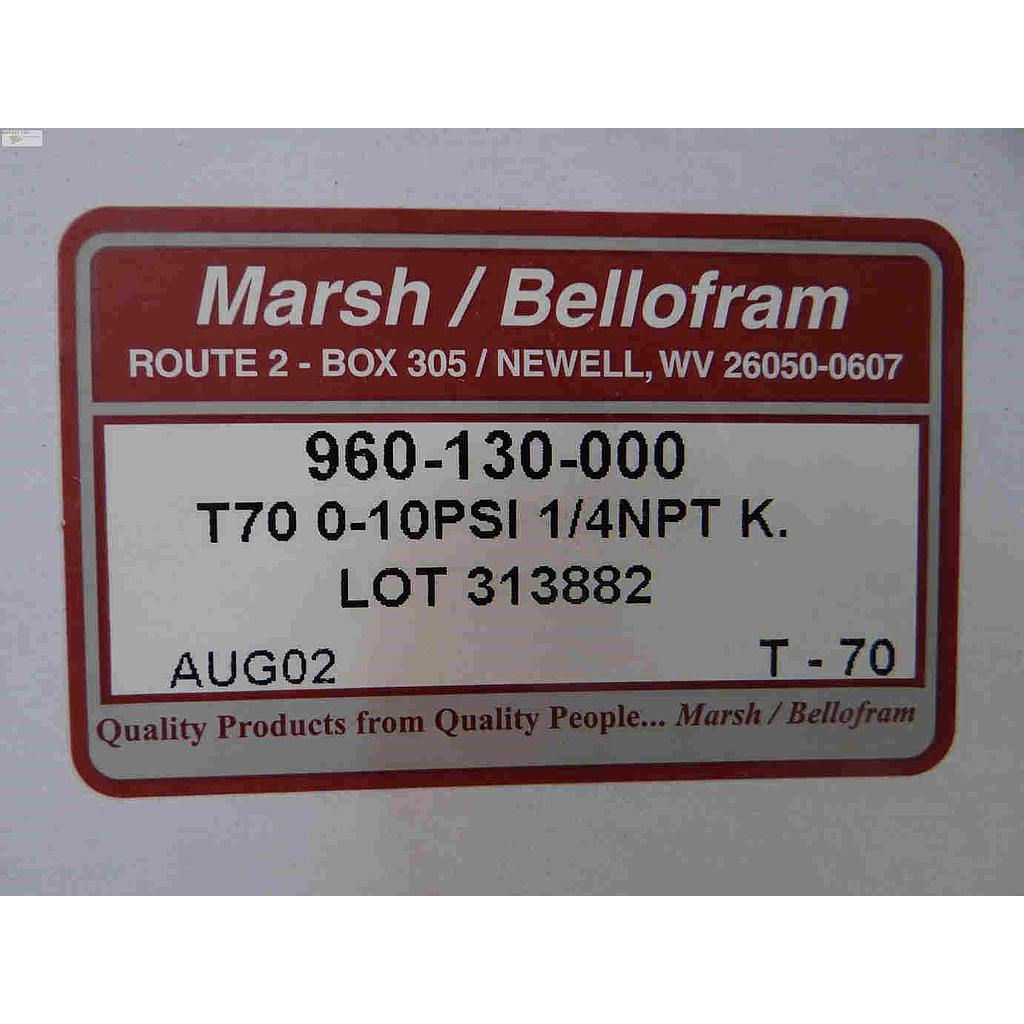 Marsh / Bellofram
ROUTE 2 - BOX 305 / NEWELL, WV 26050-0607
960-130-000
T70 0-10PSI 1/4NPT K.
LOT 313882
AUG02 T - 70
Quality Products from Quality People... Marsh / Bellofram